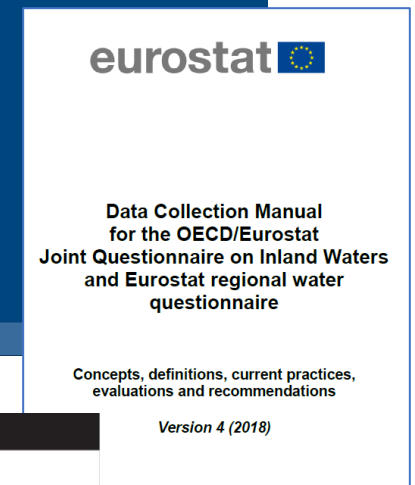 eurostat
Data Collection Manual
for the OECD/Eurostat
Joint Questionnaire on Inland Waters
and Eurostat regional water
questionnaire
Concepts, definitions, current practices,
evaluations and recommendations
Version 4 (2018)